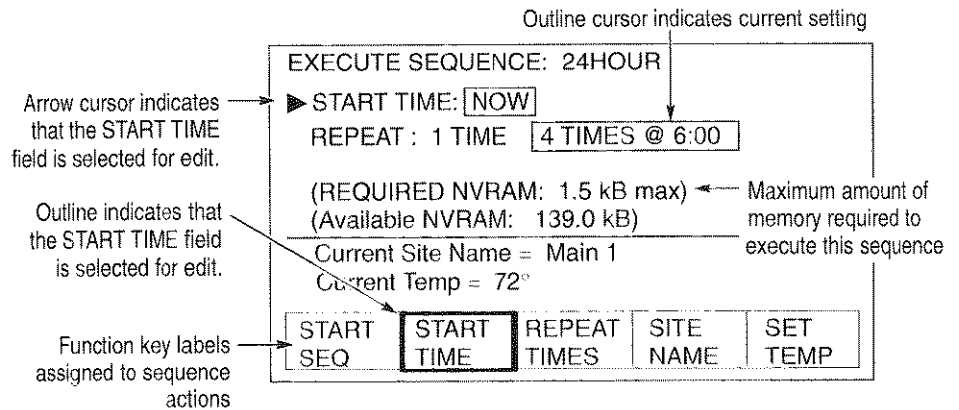 Outline cursor indicates current setting
EXECUTE SEQUENCE: 24HOUR
Arrow cursor indicates
that the START TIME
field is selected for edit.
START TIME: NOW
REPEAT : 1 TIME 4 TIMES @ 6:00
(REQUIRED NVRAM: 1.5 kB max)
(Available NVRAM: 139.0 kB)
Maximum amount of
memory required to
execute this sequence
Outline indicates that
the START TIME field
is selected for edit.
Current Site Name = Main 1
Current Temp = 72°
Function key labels
assigned to sequence
actions
START SEQ
START TIME
REPEAT TIMES
SITE NAME
SET TEMP